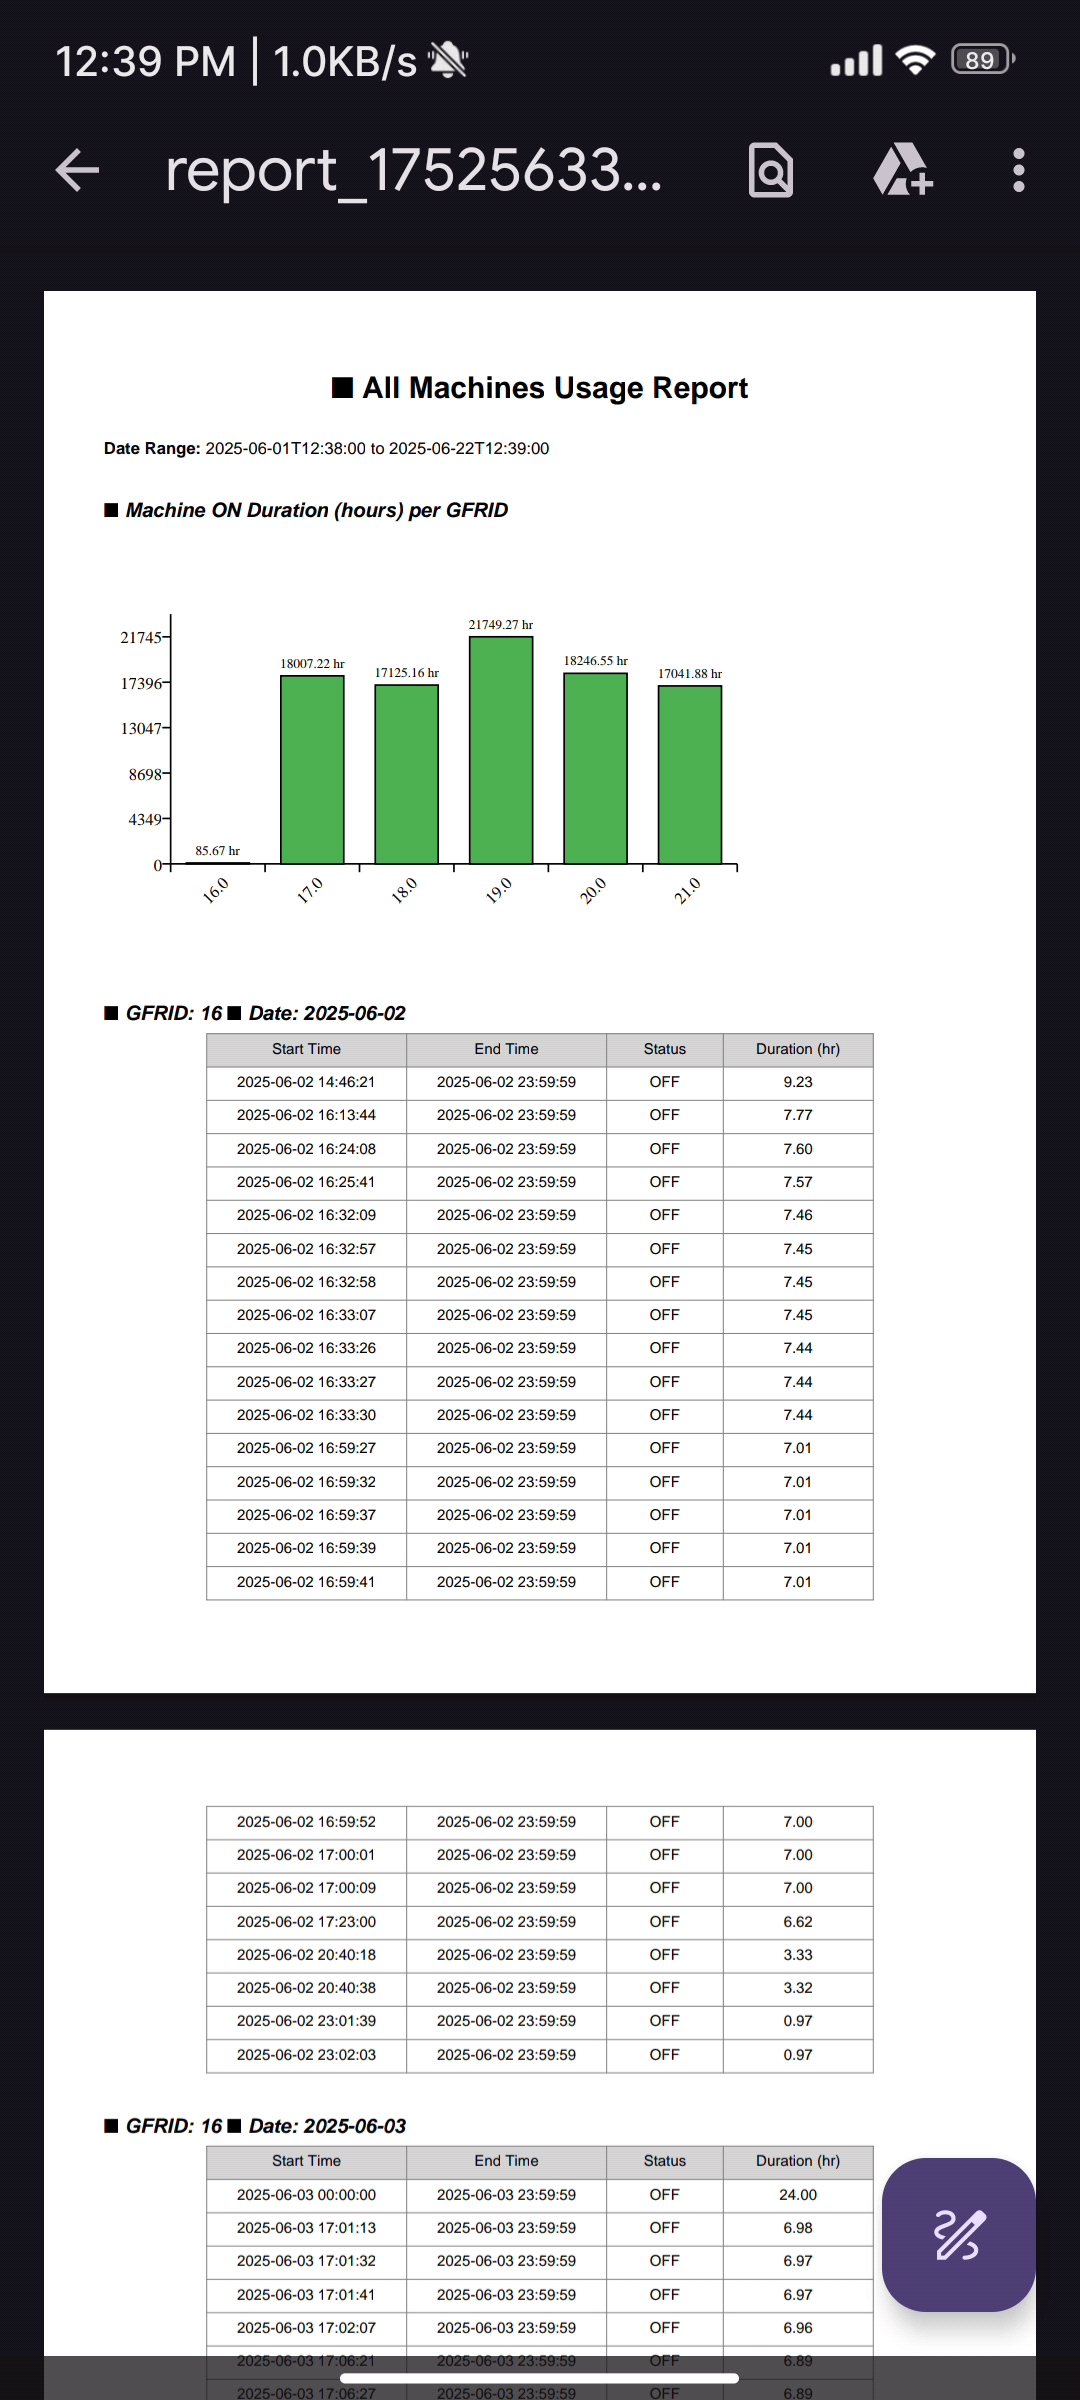 12:39 PM | 1.0KB/s
89
report_17525633...
■ All Machines Usage Report
Date Range: 2025-06-01T12:38:00 to 2025-06-22T12:39:00
■ Machine ON Duration (hours) per GFRID
21745
17396
13047
8698
4349
0
85.67 hr
18007.22 hr
17125.16 hr
21749.27 hr
18246.55 hr
17041.88 hr
16.0 17.0 18.0 19.0 20.0 21.0
■ GFRID: 16 ■ Date: 2025-06-02
Start Time End Time Status Duration (hr)
2025-06-02 14:46:21 2025-06-02 23:59:59 OFF 9.23
2025-06-02 16:13:44 2025-06-02 23:59:59 OFF 7.77
2025-06-02 16:24:08 2025-06-02 23:59:59 OFF 7.60
2025-06-02 16:25:41 2025-06-02 23:59:59 OFF 7.57
2025-06-02 16:32:09 2025-06-02 23:59:59 OFF 7.46
2025-06-02 16:32:57 2025-06-02 23:59:59 OFF 7.45
2025-06-02 16:32:58 2025-06-02 23:59:59 OFF 7.45
2025-06-02 16:33:07 2025-06-02 23:59:59 OFF 7.45
2025-06-02 16:33:26 2025-06-02 23:59:59 OFF 7.44
2025-06-02 16:33:27 2025-06-02 23:59:59 OFF 7.44
2025-06-02 16:33:30 2025-06-02 23:59:59 OFF 7.44
2025-06-02 16:59:27 2025-06-02 23:59:59 OFF 7.01
2025-06-02 16:59:32 2025-06-02 23:59:59 OFF 7.01
2025-06-02 16:59:37 2025-06-02 23:59:59 OFF 7.01
2025-06-02 16:59:39 2025-06-02 23:59:59 OFF 7.01
2025-06-02 16:59:41 2025-06-02 23:59:59 OFF 7.01
2025-06-02 16:59:52 2025-06-02 23:59:59 OFF 7.00
2025-06-02 17:00:01 2025-06-02 23:59:59 OFF 7.00
2025-06-02 17:00:09 2025-06-02 23:59:59 OFF 7.00
2025-06-02 17:23:00 2025-06-02 23:59:59 OFF 6.62
2025-06-02 20:40:18 2025-06-02 23:59:59 OFF 3.33
2025-06-02 20:40:38 2025-06-02 23:59:59 OFF 3.32
2025-06-02 23:01:39 2025-06-02 23:59:59 OFF 0.97
2025-06-02 23:02:03 2025-06-02 23:59:59 OFF 0.97
■ GFRID: 16 ■ Date: 2025-06-03
Start Time End Time Status Duration (hr)
2025-06-03 00:00:00 2025-06-03 23:59:59 OFF 24.00
2025-06-03 17:01:13 2025-06-03 23:59:59 OFF 6.98
2025-06-03 17:01:32 2025-06-03 23:59:59 OFF 6.97
2025-06-03 17:01:41 2025-06-03 23:59:59 OFF 6.97
2025-06-03 17:02:07 2025-06-03 23:59:59 OFF 6.96
2025-06-03 17:06:21 2025-06-03 23:59:59 OFF 6.89
2025-06-03 17:06:27 2025-06-03 23:59:59 OFF 6.89